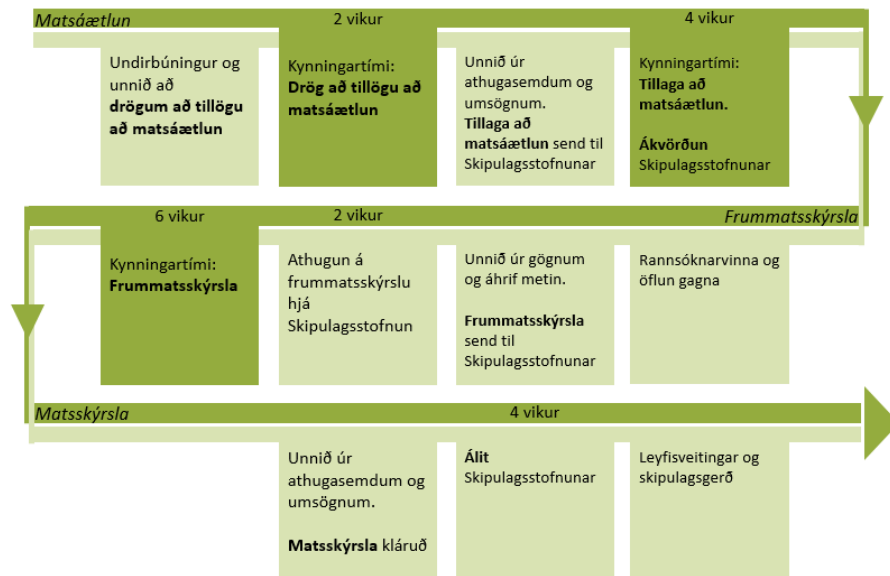 Matsáætlun
2 vikur
4 vikur
Undirbúningur og
unnið að
drögum að tillögu
að matsáætlun
Kynningartími:
Drög að tillögu að
matsáætlun
Unnið úr
athugasemdum og
umsögnum.
Tillaga að
matsáætlun send til
Skipulagsstofnunar
Kynningartími:
Tillaga að
matsáætlun.
Ákvörðun
Skipulagsstofnunar
6 vikur
2 vikur
Frummatsskýrsla
Kynningartími:
Frummatsskýrsla
Athugun á
frummatsskýrslu
hjá
Skipulagsstofnun
Unnið úr gögnum
og áhrif metin.
Frummatsskýrsla
send til
Skipulagsstofnunar
Rannsóknarvinna og
öflun gagna
Matsskýrsla
4 vikur
Unnið úr
athugasemdum og
umsögnum.
Matsskýrsla kláruð
Álit
Skipulagsstofnunar
Leyfisveitingar og
skipulagsgerð